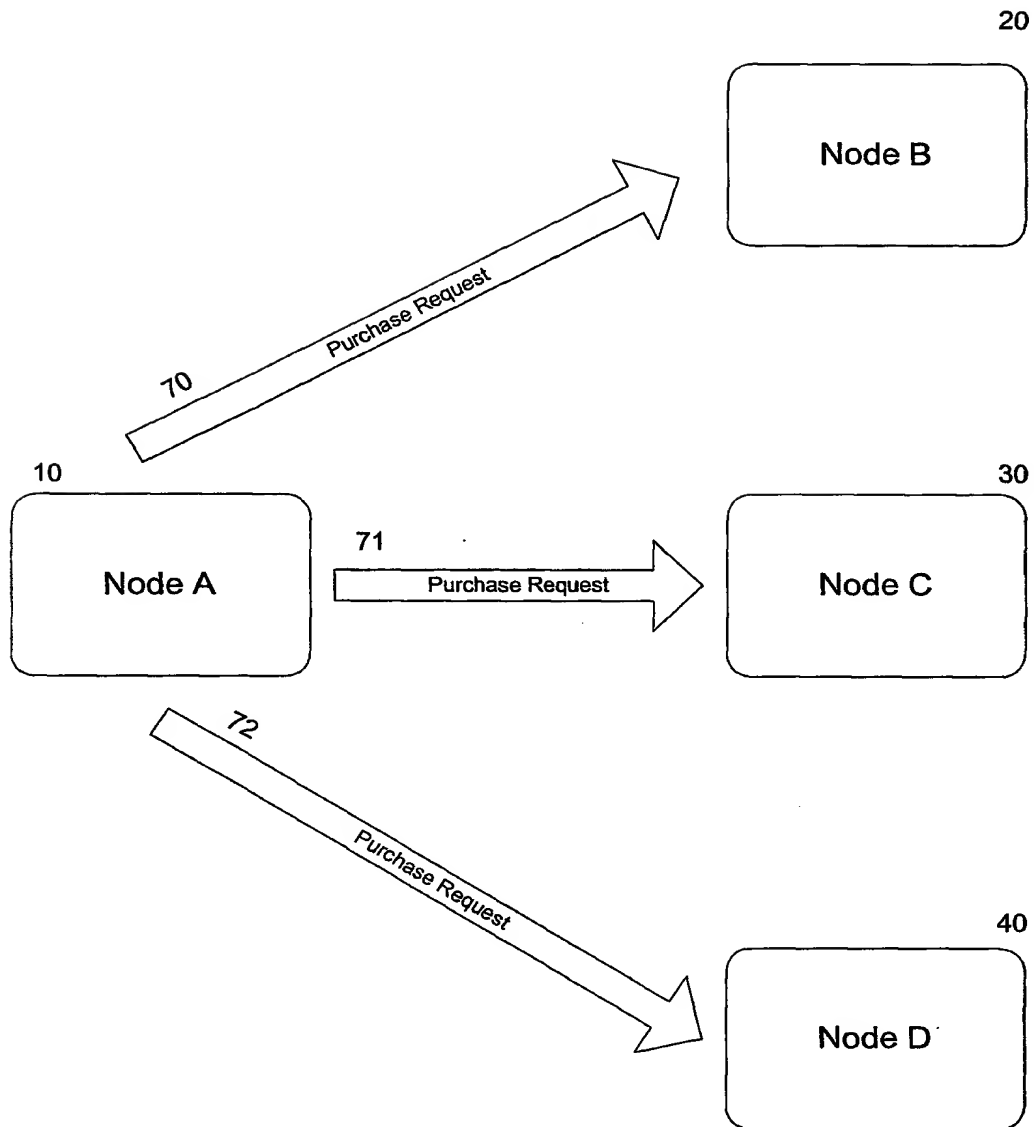 20
Node B
Purchase Request
70
10
30
Node A
71
Purchase Request
Node C
72
Purchase Request
40
Node D